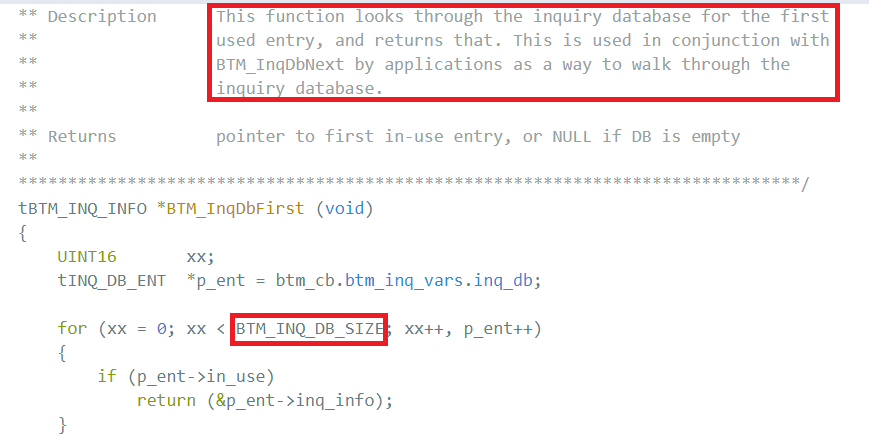 ** Description      This function looks through the inquiry database for the first
**                  used entry, and returns that. This is used in conjunction with
**                  BTM_InqDbNext by applications as a way to walk through the
**                  inquiry database.
**
** Returns          pointer to first in-use entry, or NULL if DB is empty
**
*******************************************************************************/
tBTM_INQ_INFO *BTM_InqDbFirst (void)
{
    UINT16       xx;
    tINQ_DB_ENT  *p_ent = btm_cb.btm_inq_vars.inq_db;

    for (xx = 0; xx < BTM_INQ_DB_SIZE; xx++, p_ent++)
    {
        if (p_ent->in_use)
            return (&p_ent->inq_info);
    }